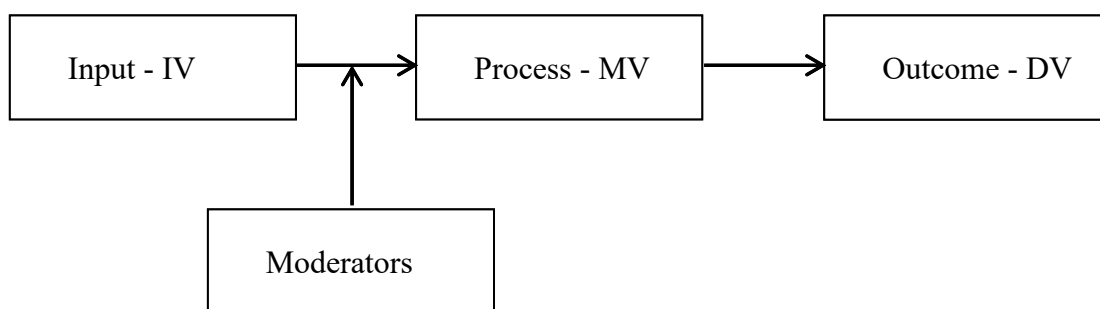 Input - IV
Process - MV
Outcome - DV
Moderators